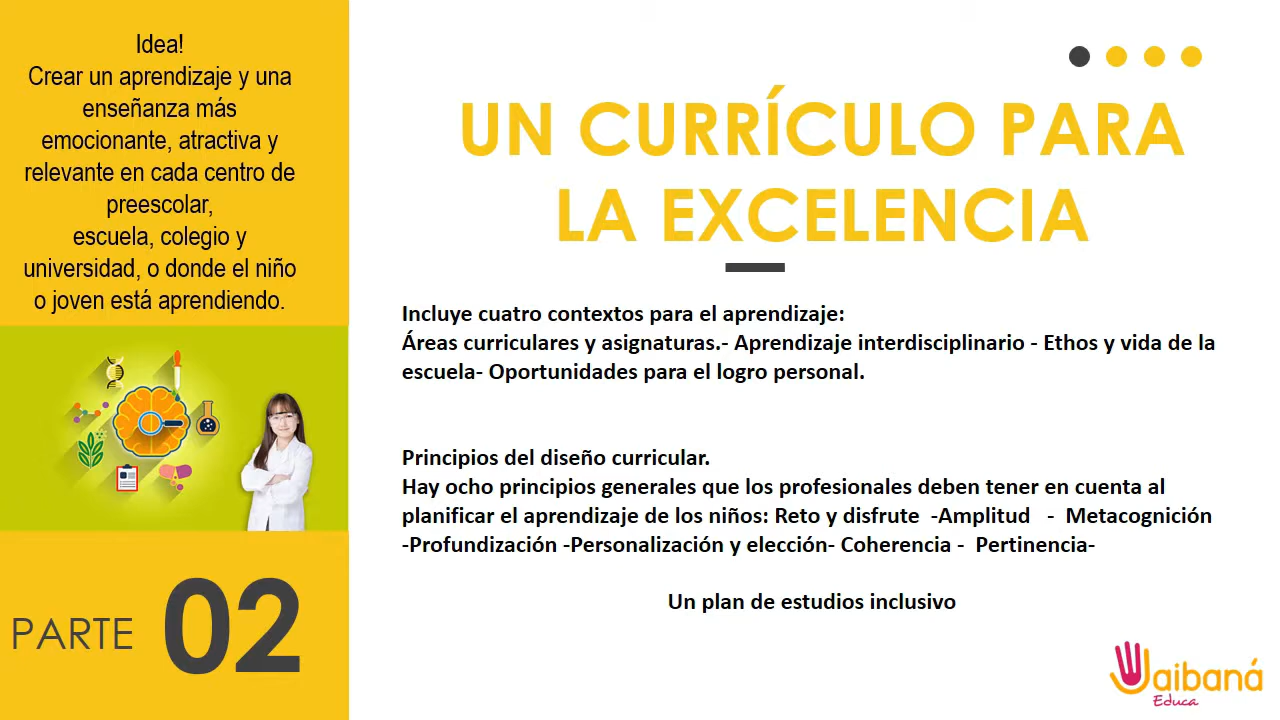 Idea!
Crear un aprendizaje y una
enseñanza más
emocionante, atractiva y
relevante en cada centro de
preescolar,
escuela, colegio y
universidad, o donde el niño
o joven está aprendiendo.
PARTE 02
UN CURRÍCULO PARA
LA EXCELENCIA
Incluye cuatro contextos para el aprendizaje:
Áreas curriculares y asignaturas.- Aprendizaje interdisciplinario - Ethos y vida de la
escuela- Oportunidades para el logro personal.
Principios del diseño curricular.
Hay ocho principios generales que los profesionales deben tener en cuenta al
planificar el aprendizaje de los niños: Reto y disfrute -Amplitud - Metacognición
-Profundización -Personalización y elección- Coherencia - Pertinencia-
Un plan de estudios inclusivo
Jaibaná
Educa